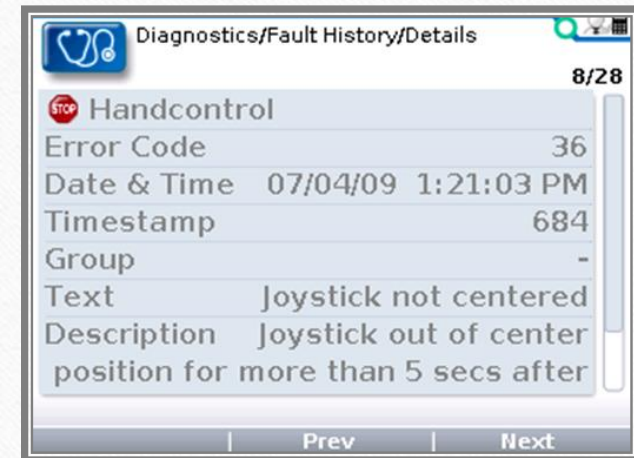 Diagnostics/Fault History/Details
8/28
STOP Handcontrol
Error Code 36
Date & Time 07/04/09 1:21:03 PM
Timestamp 684
Group -
Text Joystick not centered
Description Joystick out of center
position for more than 5 secs after
| Prev | Next